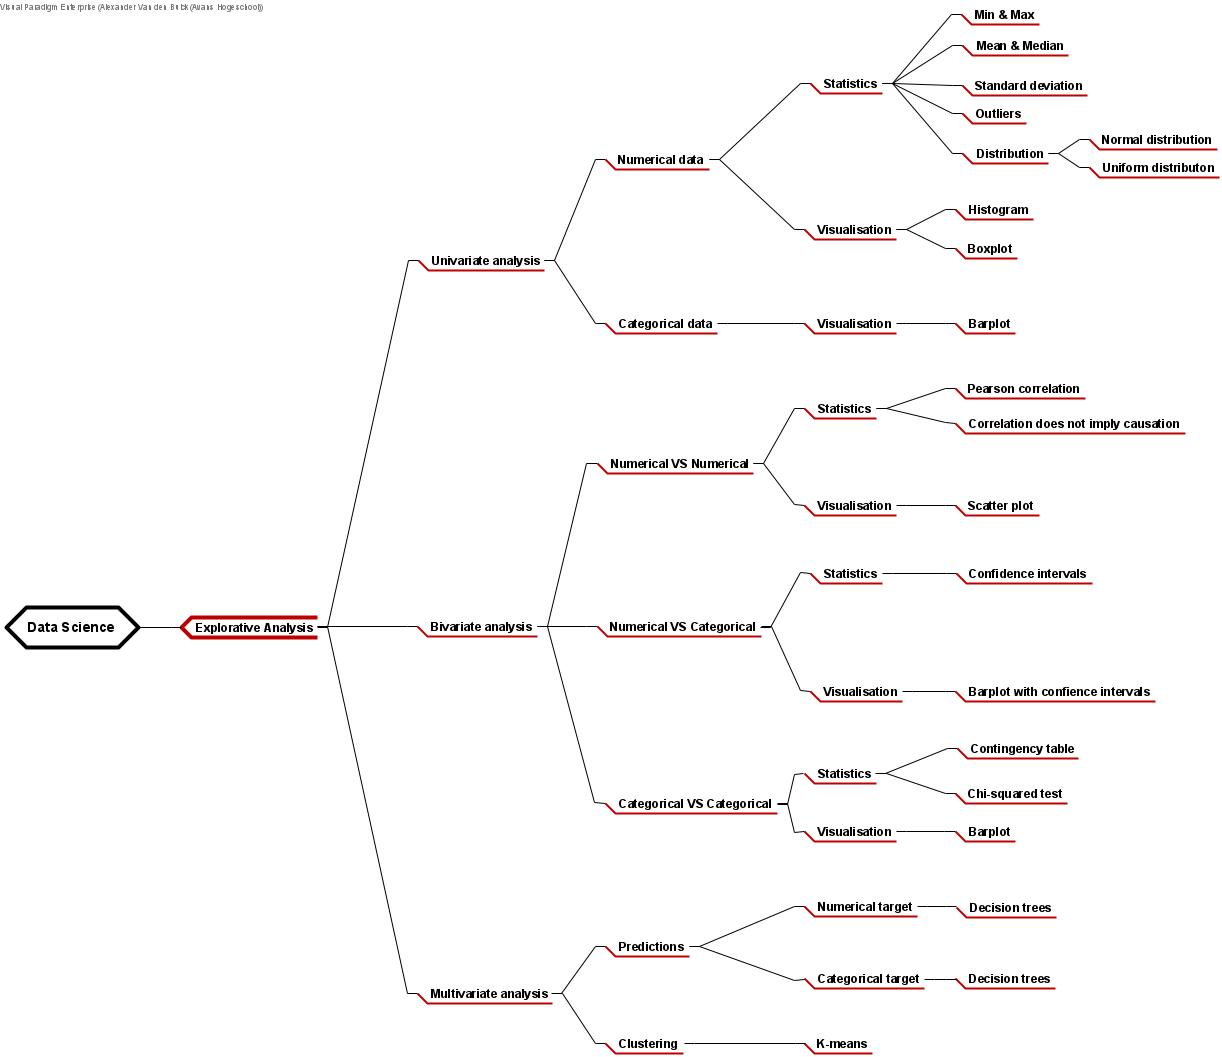 Visual Paradigm Enterprise (Alexander Van den Bulck (Avans Hogeschool))
Min & Max
Mean & Median
Statistics
Standard deviation
Outliers
Normal distribution
Distribution
Numerical data
Uniform distributon
Histogram
Visualisation
Boxplot
Univariate analysis
Categorical data
Visualisation
Barplot
Pearson correlation
Statistics
Correlation does not imply causation
Numerical VS Numerical
Visualisation
Scatter plot
Statistics
Confidence intervals
Data Science
Explorative Analysis
Bivariate analysis
Numerical VS Categorical
Visualisation
Barplot with confience intervals
Contingency table
Statistics
Chi-squared test
Categorical VS Categorical
Visualisation
Barplot
Numerical target
Decision trees
Predictions
Categorical target
Decision trees
Multivariate analysis
Clustering
K-means